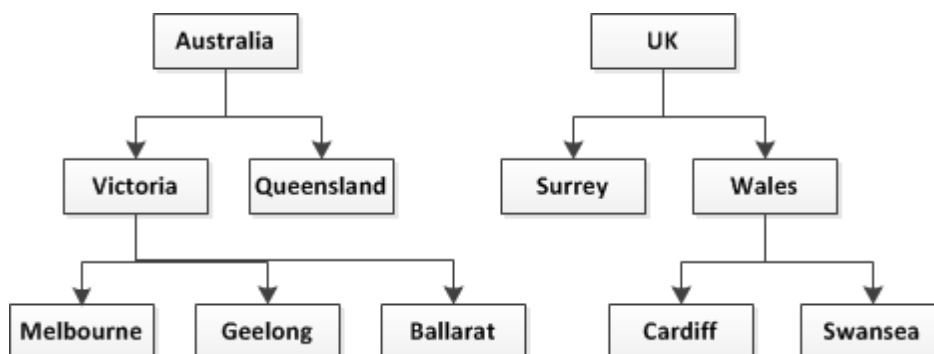 Australia
UK
Victoria
Queensland
Surrey
Wales
Melbourne
Geelong
Ballarat
Cardiff
Swansea